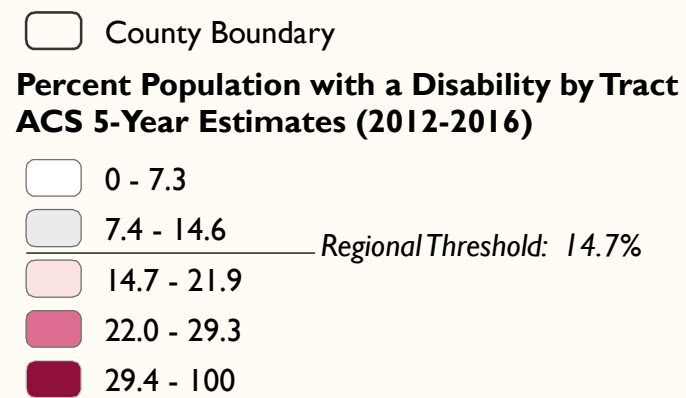 County Boundary
Percent Population with a Disability by Tract
ACS 5-Year Estimates (2012-2016)
0 - 7.3
7.4 - 14.6
Regional Threshold: 14.7%
14.7 - 21.9
22.0 - 29.3
29.4 - 100